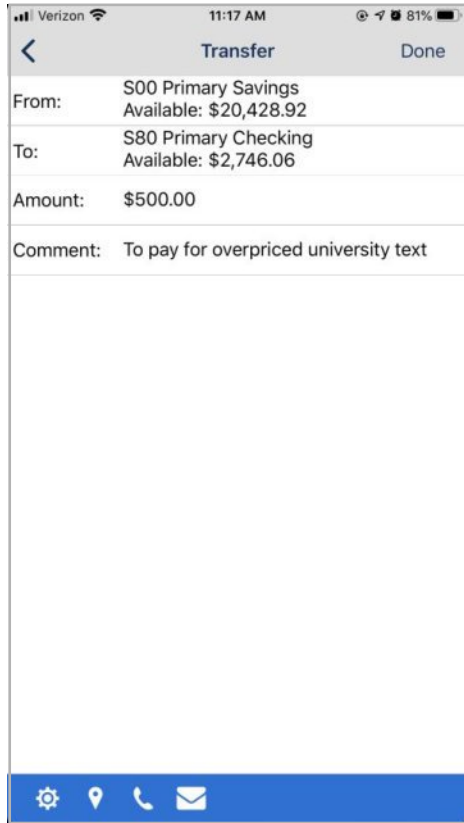 Verizon 11:17 AM 81%
Transfer Done
From: S00 Primary Savings
Available: $20,428.92
To: S80 Primary Checking
Available: $2,746.06
Amount: $500.00
Comment: To pay for overpriced university text